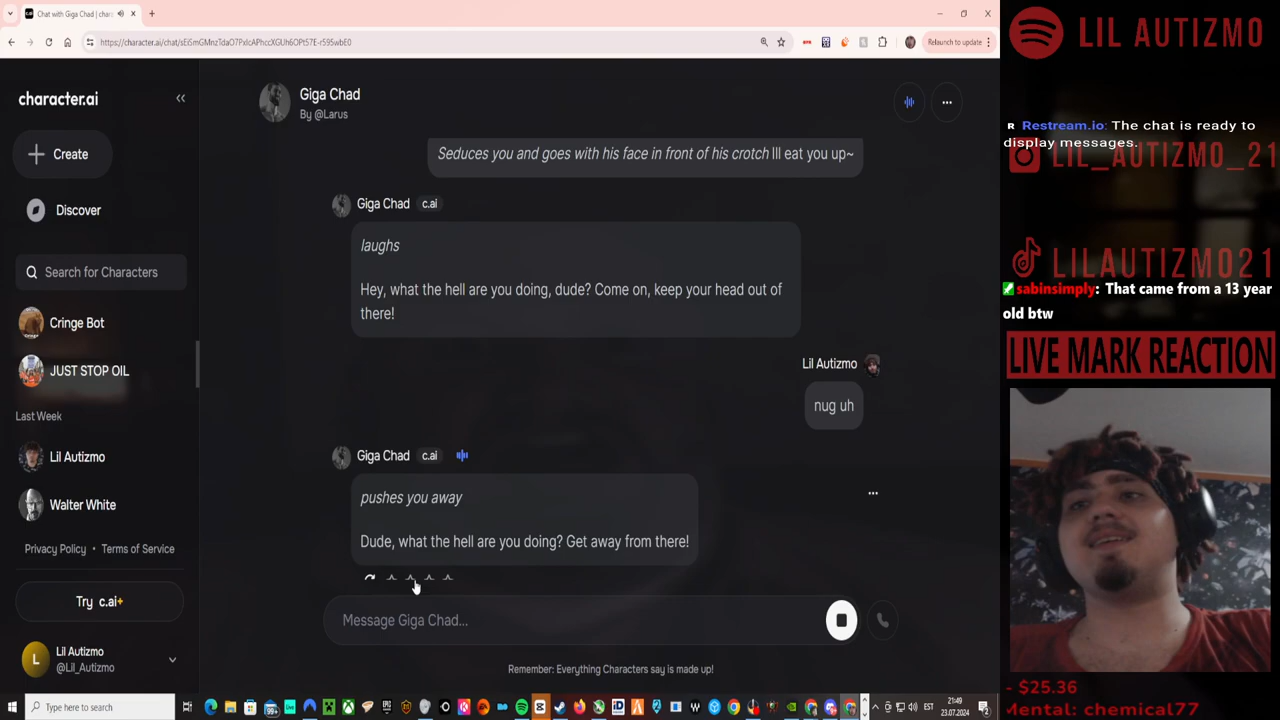 Chat with Giga Chad | chara
https://character.ai/chat/sEiSmGMnzTdaO7PxIcAPhccXGUh6OPt57E-r595wbE0
Relaunch to update
character.ai
Create
Discover
Search for Characters
Cringe Bot
JUST STOP OIL
Last Week
Lil Autizmo
Walter White
Privacy Policy • Terms of Service
Try c.ai+
L
Lil Autizmo
@Lil_Autizmo
Giga Chad
By @Larus
Seduces you and goes with his face in front of his crotch Ill eat you up~
Giga Chad c.ai
laughs
Hey, what the hell are you doing, dude? Come on, keep your head out of
there!
Lil Autizmo
nug uh
Giga Chad c.ai
pushes you away
Dude, what the hell are you doing? Get away from there!
Message Giga Chad...
Remember: Everything Characters say is made up!
LIL AUTIZMO
R Restream.io: The chat is ready to
display messages.
LIL_AUTIZMO_21
LILAUTIZMO21
sabinsimply: That came from a 13 year
old btw
LIVE MARK REACTION
- $25.36
Mental: chemical77
Type here to search
99+
EST
21:49
23.07.2024
2